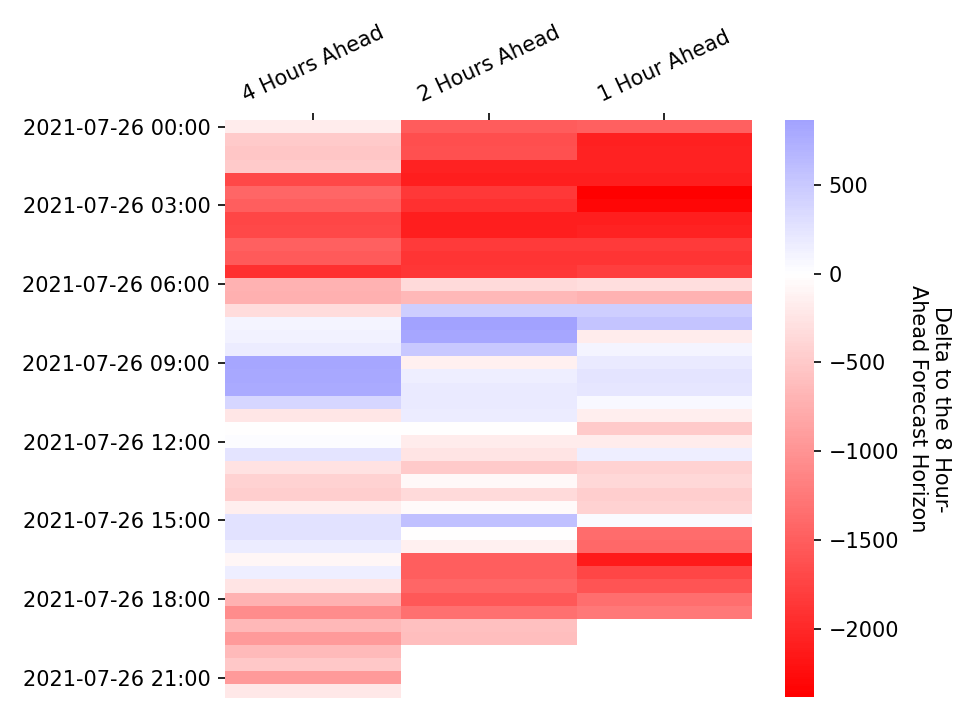 4 Hours Ahead
2 Hours Ahead
1 Hour Ahead
2021-07-26 00:00
2021-07-26 03:00
2021-07-26 06:00
2021-07-26 09:00
2021-07-26 12:00
2021-07-26 15:00
2021-07-26 18:00
2021-07-26 21:00
500
0
−500
−1000
−1500
−2000
Delta to the 8 Hour-
Ahead Forecast Horizon